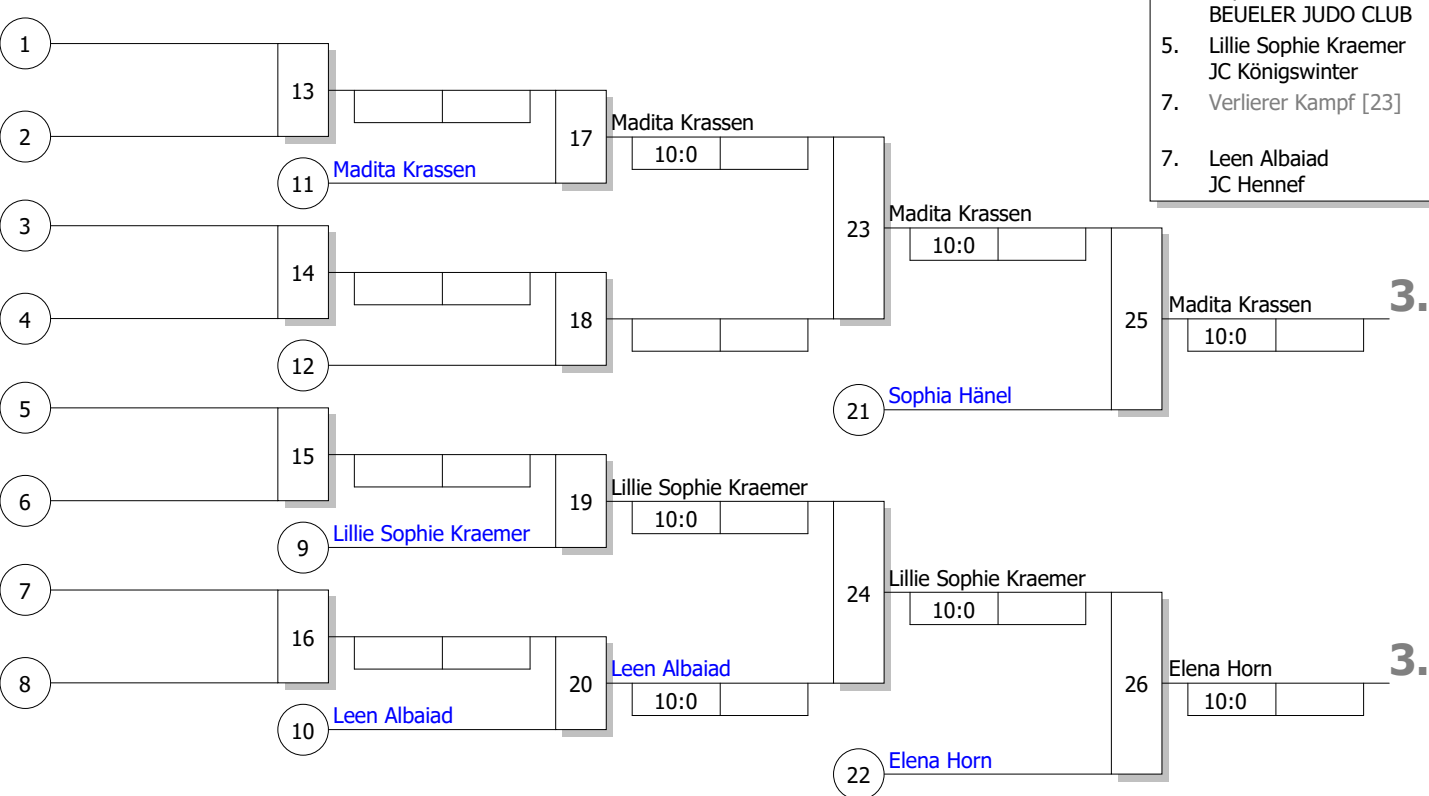 BEUELER JUDO CLUB
5. Lillie Sophie Kraemer
JC Königswinter
7. Verlierer Kampf [23]
7. Leen Albaiad
JC Hennef
1
13
2
17
Madita Krassen
10:0
11
Madita Krassen
3
23
Madita Krassen
10:0
14
4
18
12
25
Madita Krassen
10:0
3.
5
21
Sophia Hänel
15
6
19
Lillie Sophie Kraemer
10:0
9
Lillie Sophie Kraemer
7
24
Lillie Sophie Kraemer
10:0
16
8
20
Leen Albaiad
10:0
10
Leen Albaiad
26
Elena Horn
10:0
3.
22
Elena Horn